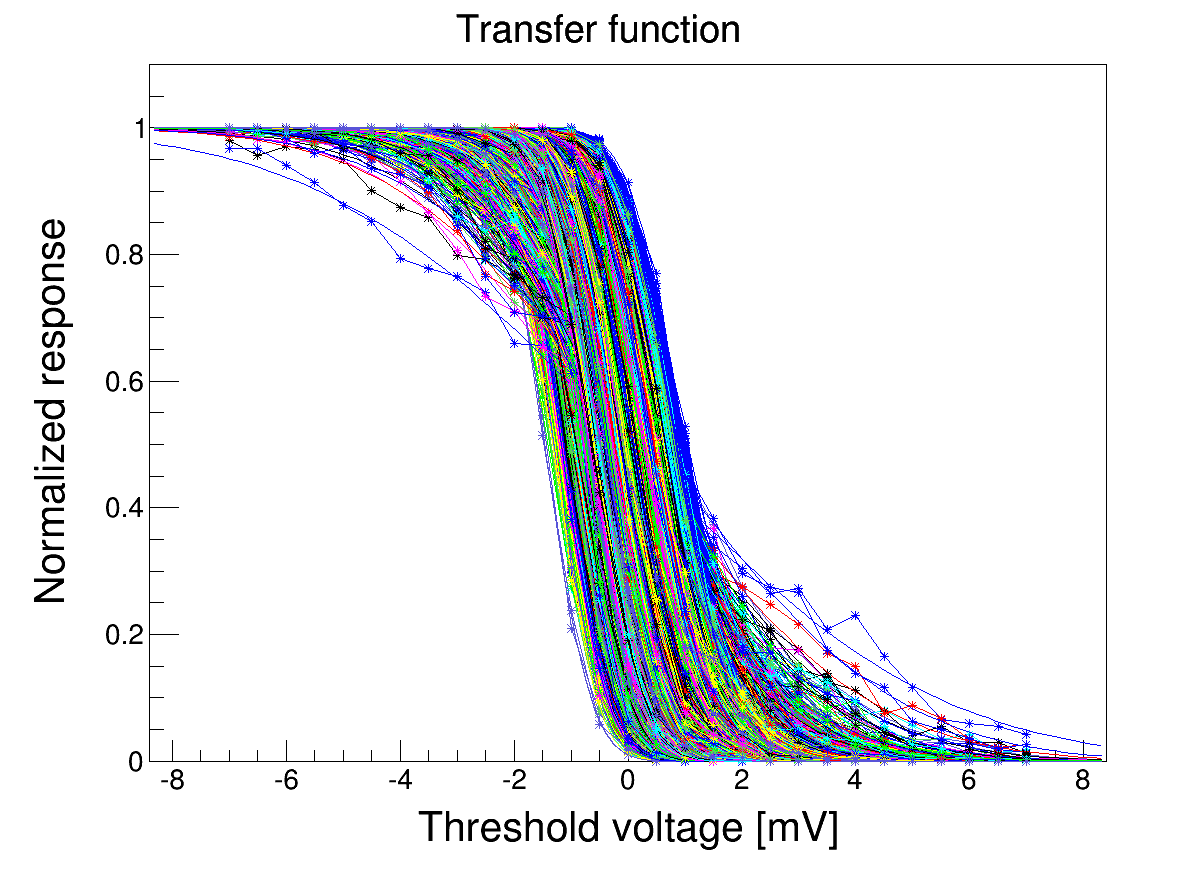 Transfer function
Normalized response
1
0.8
0.6
0.4
0.2
0
-8 -6 -4 -2 0 2 4 6 8
Threshold voltage [mV]